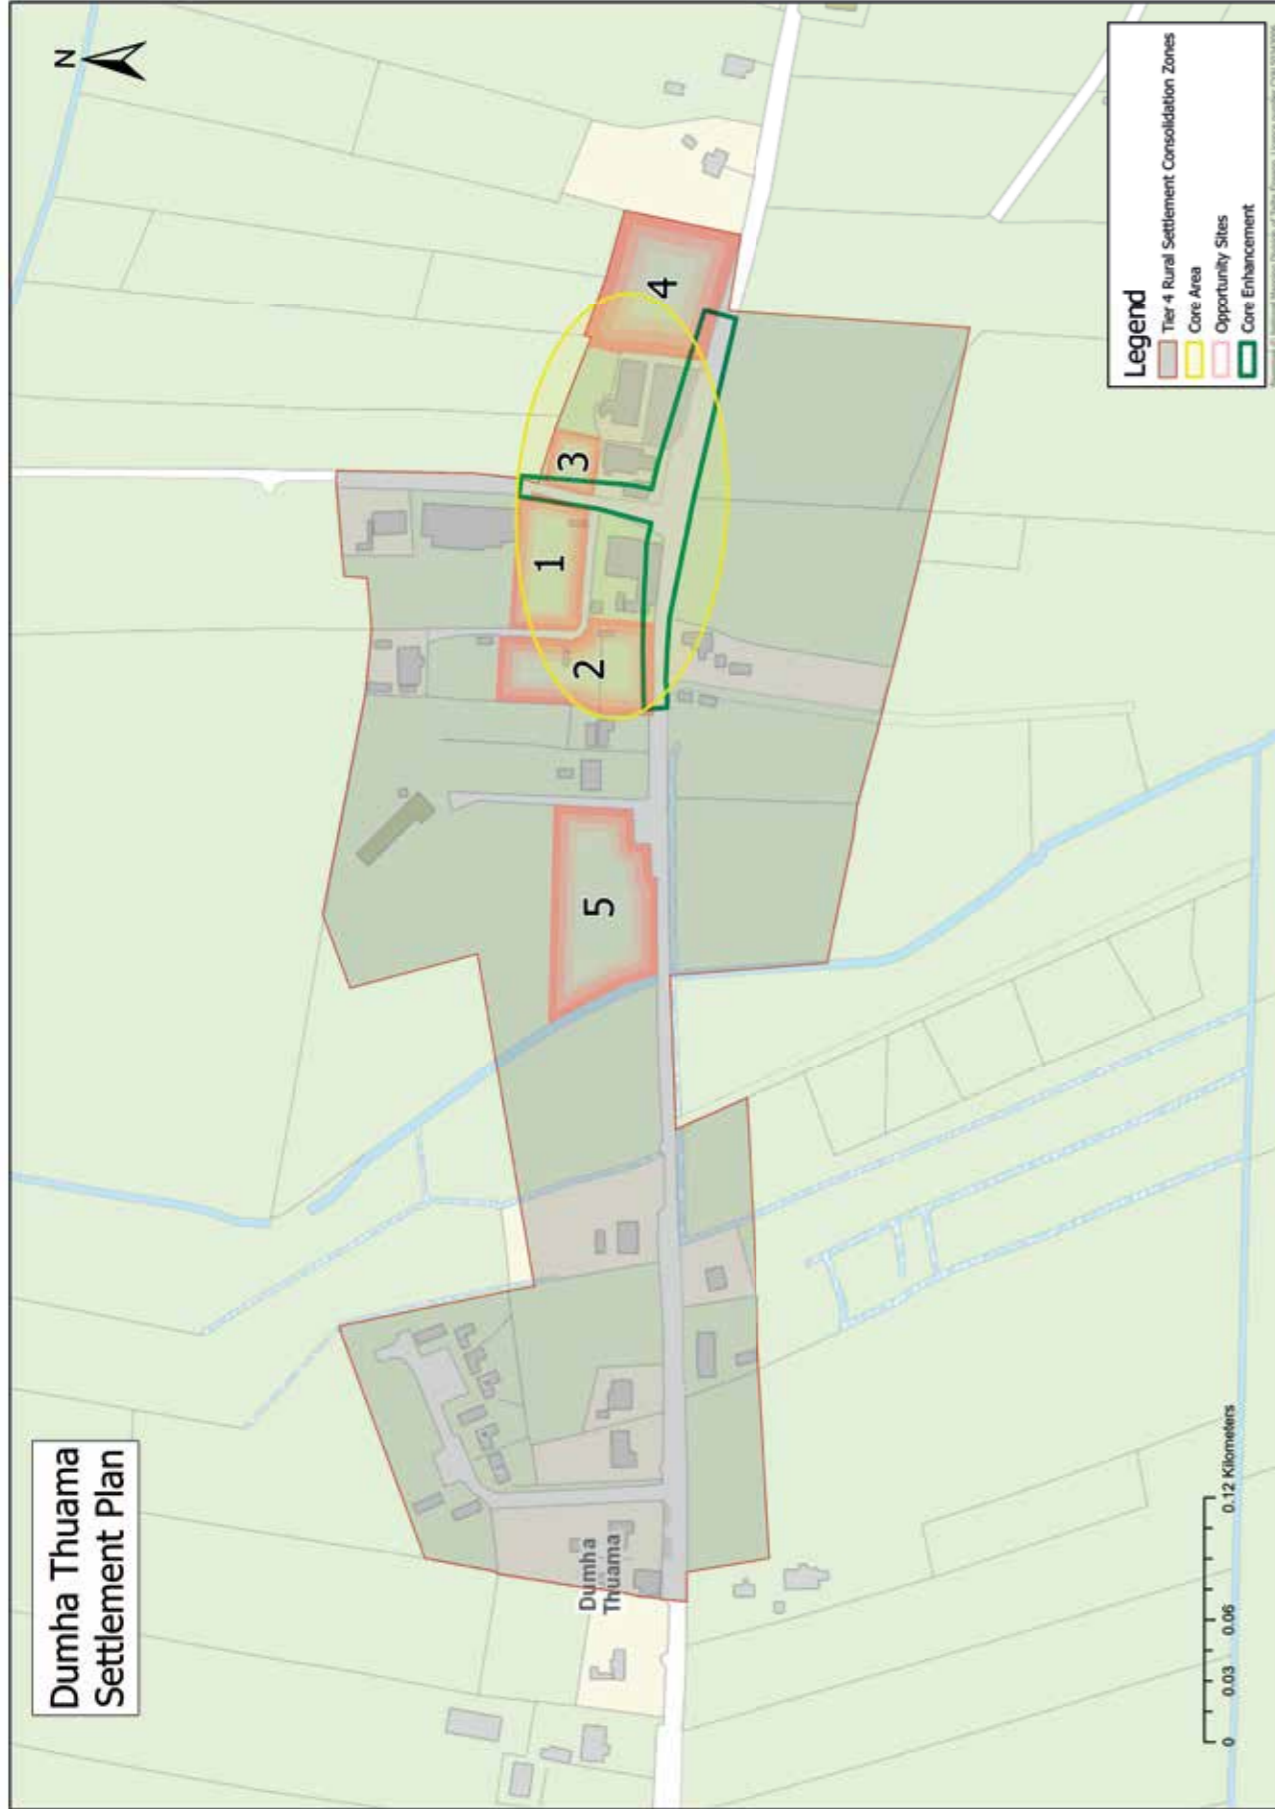 Dumha Thuama
Settlement Plan
N
1
2
3
4
5
Dumha
Thuama
0 0.03 0.06 0.12 Kilometers
Legend
Tier 4 Rural Settlement Consolidation Zones
Core Area
Opportunity Sites
Core Enhancement